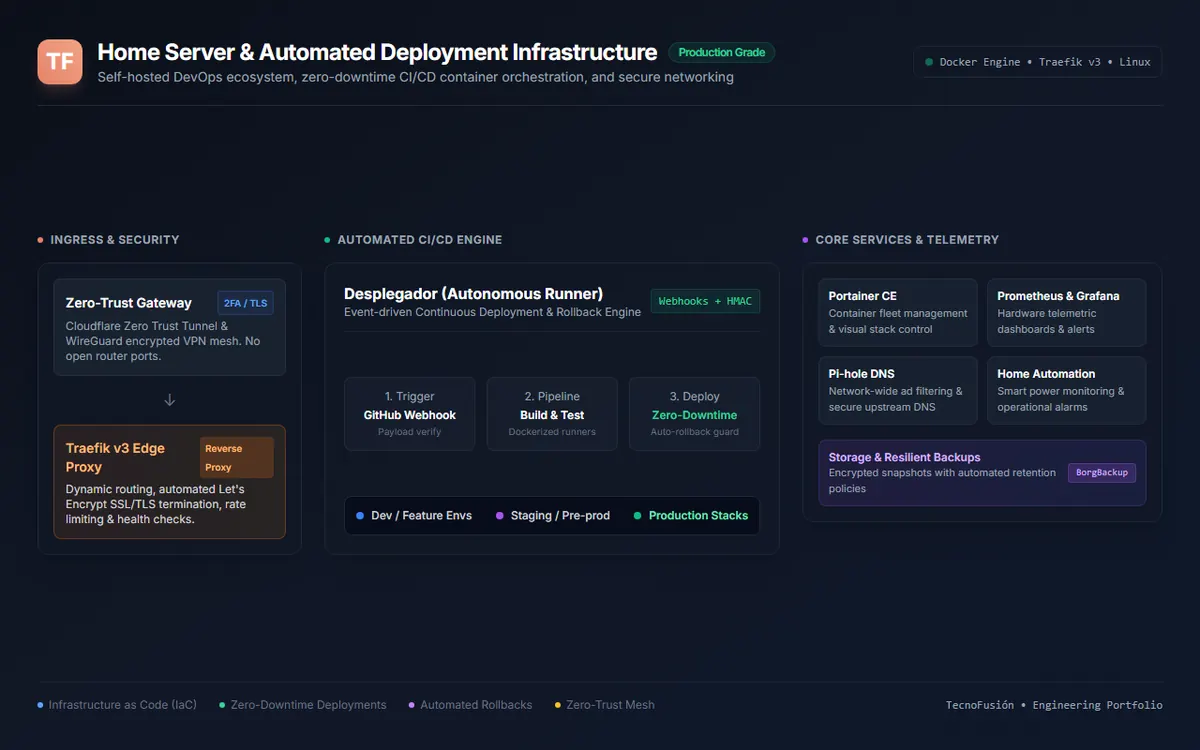 TF
Home Server & Automated Deployment Infrastructure
Production Grade
Self-hosted DevOps ecosystem, zero-downtime CI/CD container orchestration, and secure networking
Docker Engine • Traefik v3 • Linux
INGRESS & SECURITY
Zero-Trust Gateway
2FA / TLS
Cloudflare Zero Trust Tunnel &
WireGuard encrypted VPN mesh. No
open router ports.
↓
Traefik v3 Edge
Proxy
Reverse
Proxy
Dynamic routing, automated Let's
Encrypt SSL/TLS termination, rate
limiting & health checks.
AUTOMATED CI/CD ENGINE
Desplegador (Autonomous Runner)
Event-driven Continuous Deployment & Rollback Engine
Webhooks + HMAC
1. Trigger
GitHub Webhook
Payload verify
2. Pipeline
Build & Test
Dockerized runners
3. Deploy
Zero-Downtime
Auto-rollback guard
Dev / Feature Envs
Staging / Pre-prod
Production Stacks
CORE SERVICES & TELEMETRY
Portainer CE
Container fleet management
& visual stack control
Prometheus & Grafana
Hardware telemetric
dashboards & alerts
Pi-hole DNS
Network-wide ad filtering &
secure upstream DNS
Home Automation
Smart power monitoring &
operational alarms
Storage & Resilient Backups
Encrypted snapshots with automated retention
policies
BorgBackup
Infrastructure as Code (IaC)
Zero-Downtime Deployments
Automated Rollbacks
Zero-Trust Mesh
TecnoFusión • Engineering Portfolio